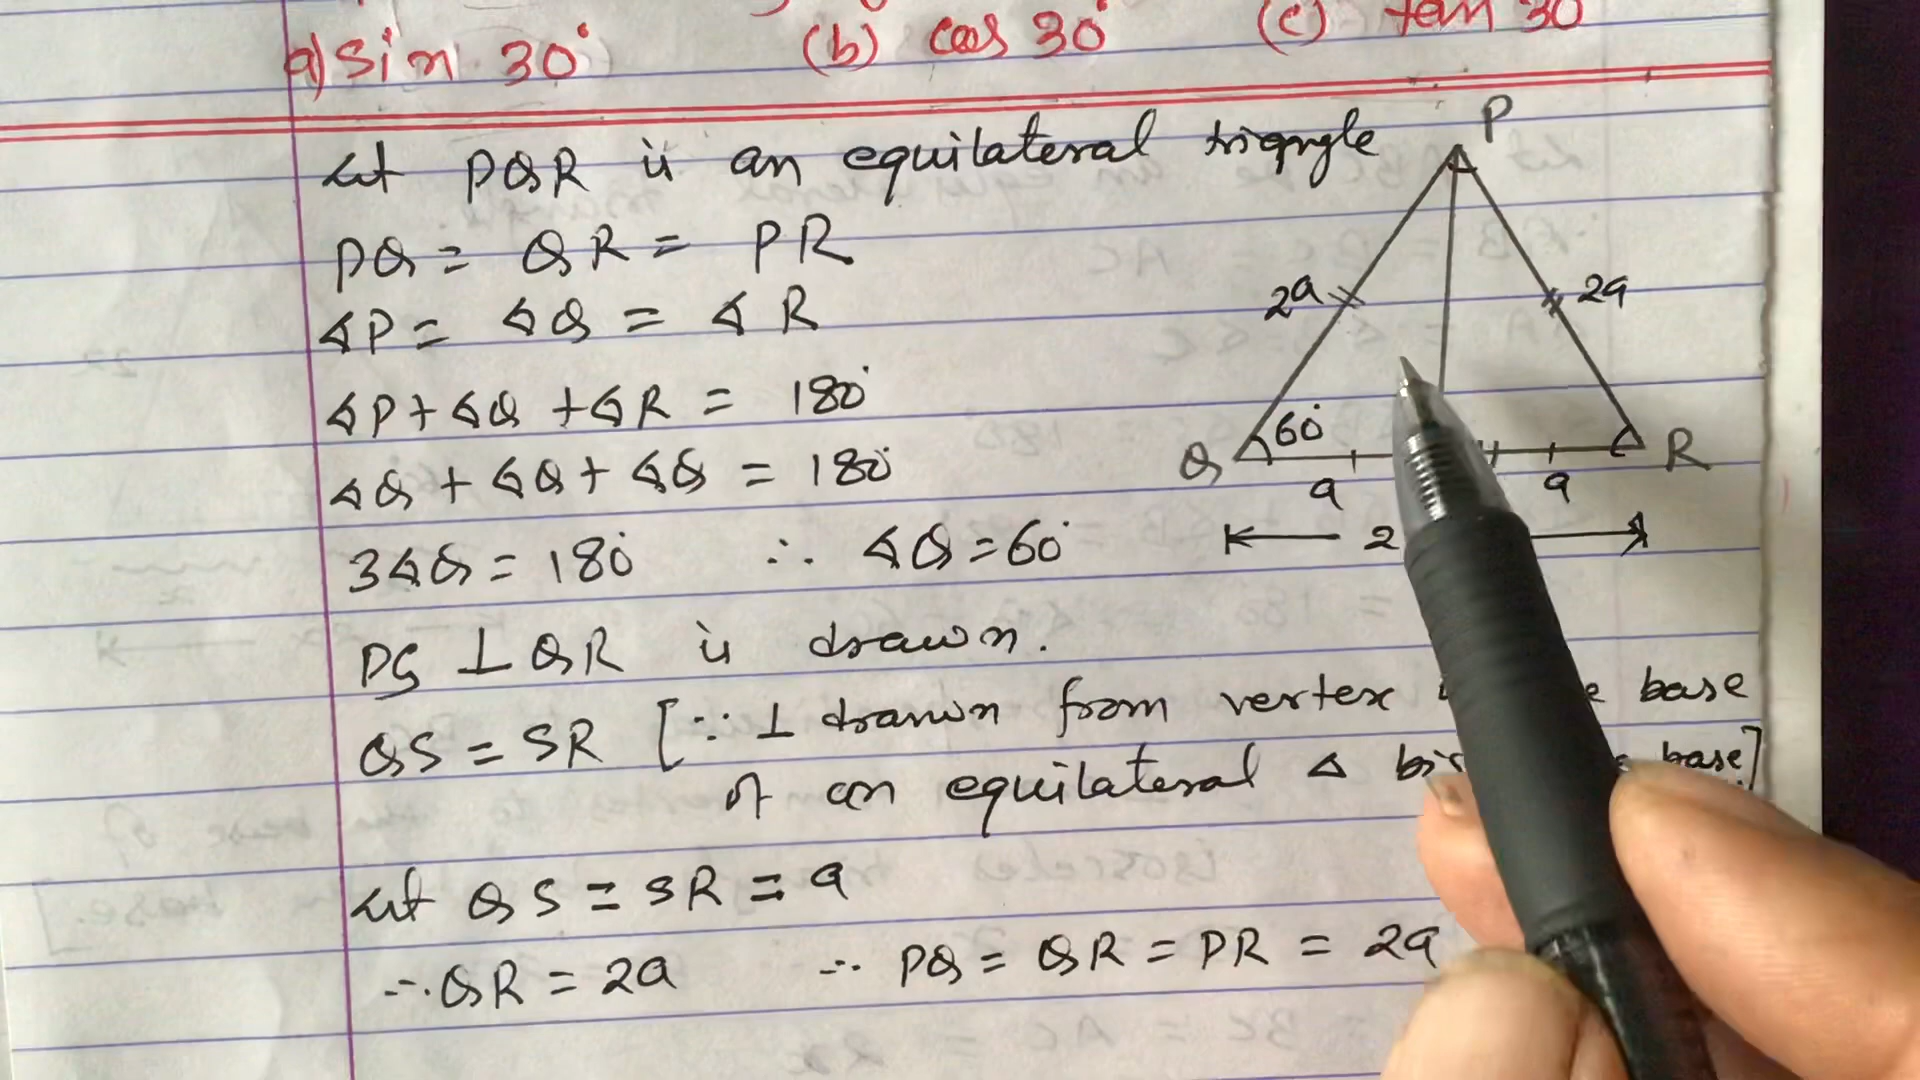 a) sin 30° (b) cos 30° (c) tan 30
Let PQR is an equilateral triangle
PQ = QR = PR
∡P = ∡Q = ∡R
∡P + ∡Q + ∡R = 180°
∡Q + ∡Q + ∡Q = 180°
3∡Q = 180° ∴ ∡Q = 60°
PS ⊥ QR is drawn.
QS = SR [∵ ⊥ drawn from vertex base
of an equilateral △ base]
Let QS = SR = a
∴ QR = 2a ∴ PQ = QR = PR = 2a
P
2a 2a
Q 60° R
a a
2